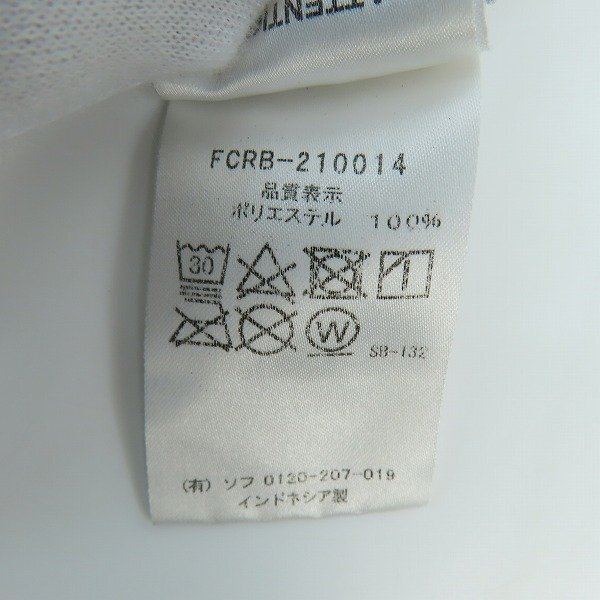 ATTENTI
FCRB-210014
品質表示
ポリエステル 100%
30
W SB-132
(有) ソフ 0120-207-019
インドネシア製